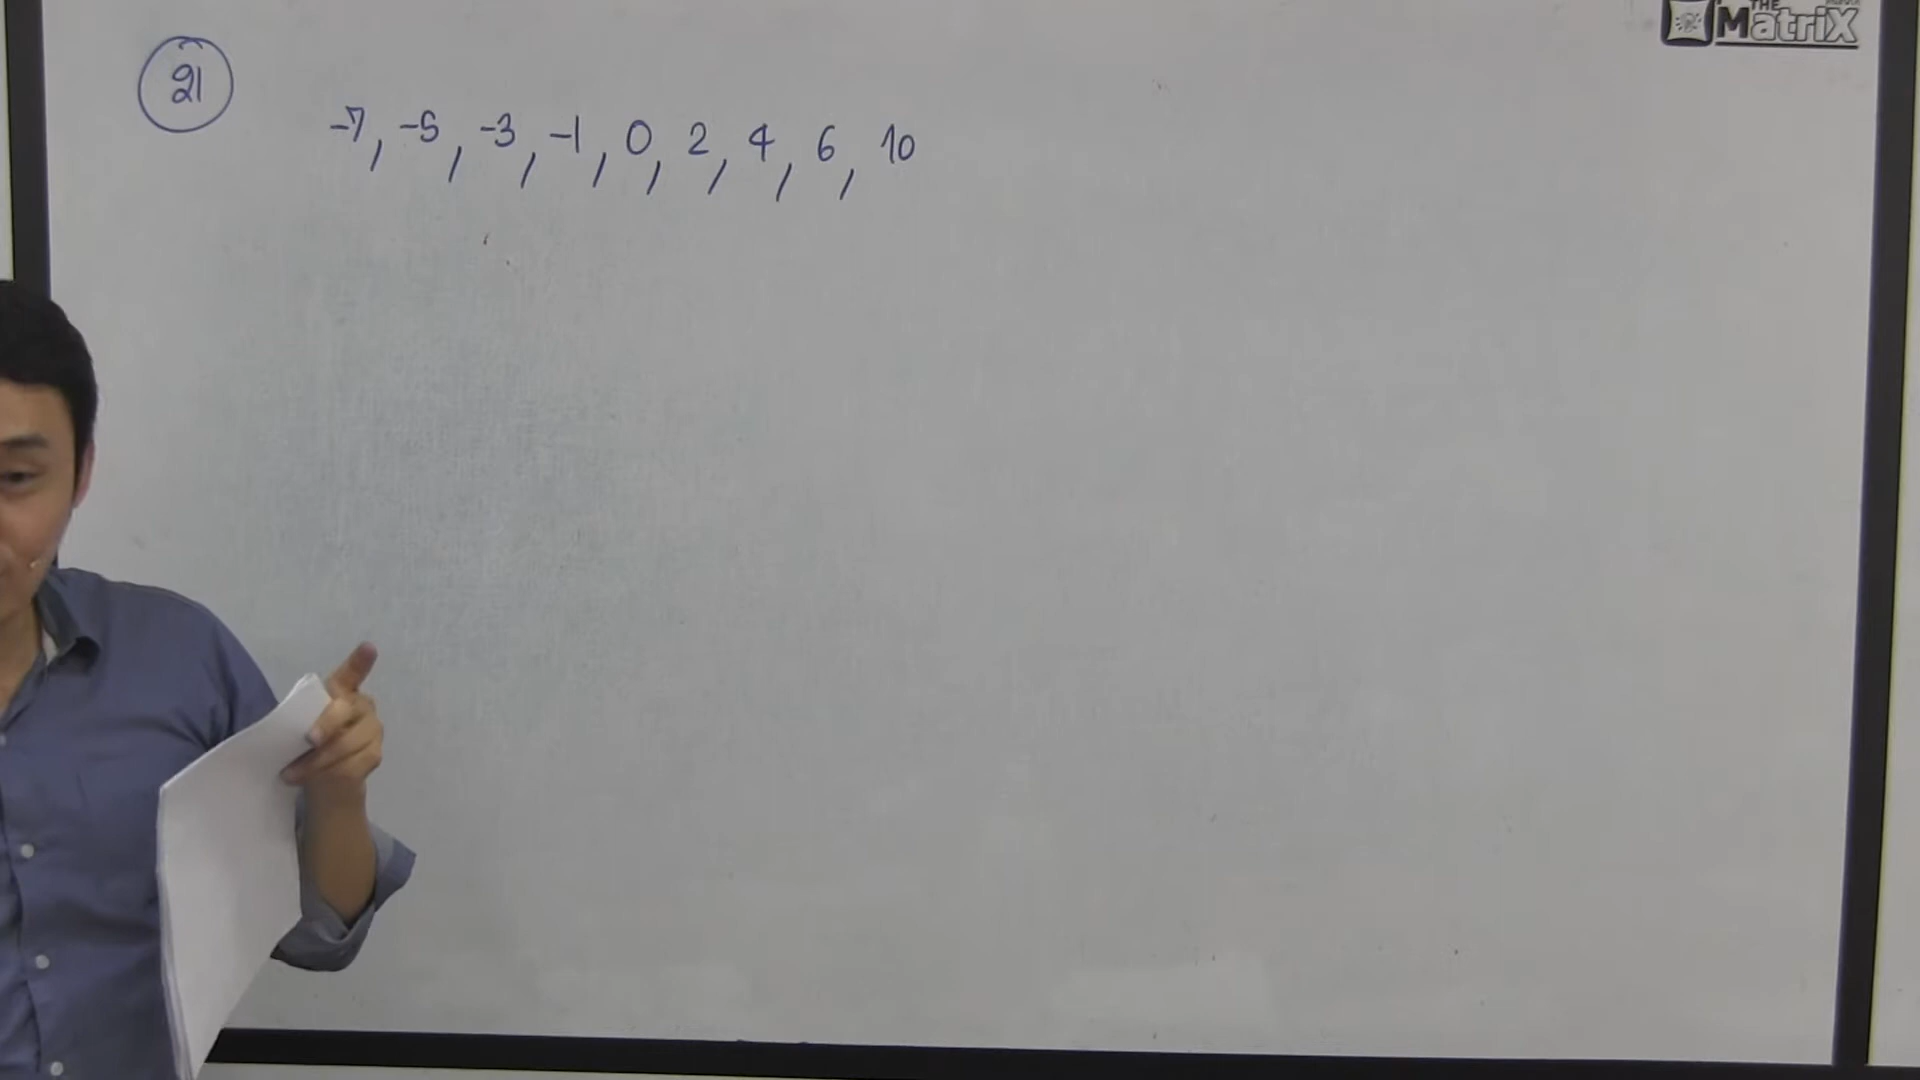 21
-7, -5, -3, -1, 0, 2, 4, 6, 10
THE
MatriX